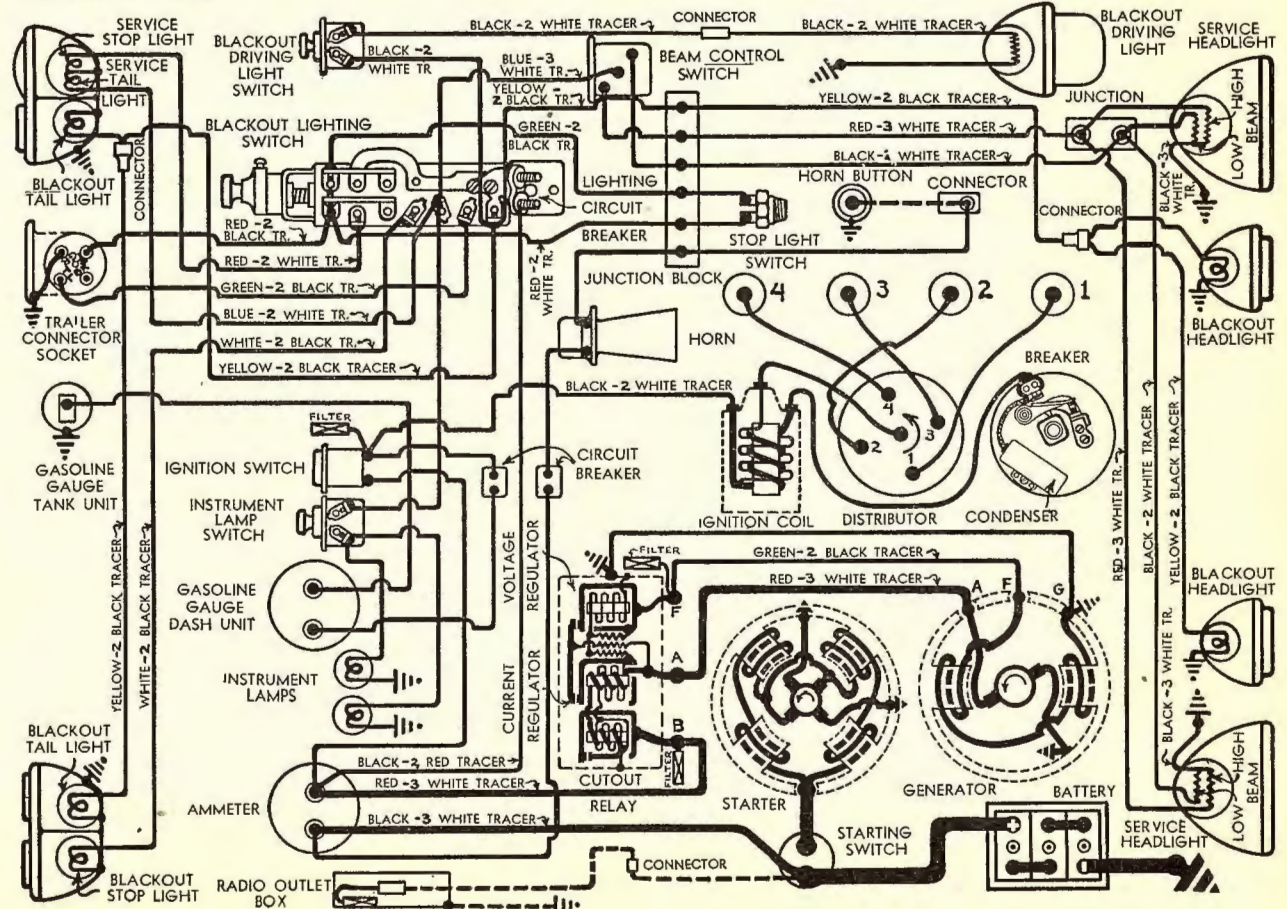 SERVICE
STOP LIGHT
SERVICE
TAIL
LIGHT
BLACKOUT
TAIL LIGHT
CONNECTOR
BLACKOUT
DRIVING
LIGHT
SWITCH
BLACK -2 WHITE TRACER
CONNECTOR
BLACK-2 WHITE TRACER
BLACKOUT
DRIVING
LIGHT
SERVICE
HEADLIGHT
BLACK -2
WHITE TR
BLUE -3
WHITE TR.
YELLOW -
2 BLACK TR.
BEAM CONTROL
SWITCH
YELLOW-2 BLACK TRACER
JUNCTION
HIGH
LOW
BEAM
BLACKOUT LIGHTING
SWITCH
GREEN -2
BLACK TR.
RED-3 WHITE TRACER
BLACK-4 WHITE TRACER
BLACK-3
WHITE TR.
HORN BUTTON
CONNECTOR
LIGHTING
CIRCUIT
BREAKER
CONNECTOR
STOP LIGHT
SWITCH
JUNCTION BLOCK
RED -2
BLACK TR.
RED -2 WHITE TR.
RED -2
WHITE TR.
GREEN -2 BLACK TR.
BLUE -2 WHITE TR.
WHITE -2 BLACK TR.
YELLOW -2 BLACK TRACER
TRAILER
CONNECTOR
SOCKET
4
3
2
1
BLACKOUT
HEADLIGHT
HORN
BREAKER
BLACK -2 WHITE TRACER
FILTER
GASOLINE
GAUGE
TANK UNIT
IGNITION SWITCH
CIRCUIT
BREAKER
4
3
2
1
INSTRUMENT
LAMP
SWITCH
IGNITION COIL
DISTRIBUTOR
CONDENSER
RED -3 WHITE TR.
BLACK -2 WHITE TRACER
YELLOW -2 BLACK TRACER
VOLTAGE
REGULATOR
FILTER
GREEN-2 BLACK TRACER
RED-3 WHITE TRACER
F
A
F
G
BLACKOUT
HEADLIGHT
GASOLINE
GAUGE
DASH UNIT
YELLOW -2 BLACK TRACER
WHITE -2 BLACK TRACER
INSTRUMENT
LAMPS
CURRENT
REGULATOR
A
B
FILTER
BLACK -3 WHITE TR.
BLACKOUT
TAIL LIGHT
BLACK-2 RED TRACER
RED -3 WHITE TRACER
CUTOUT
RELAY
STARTER
GENERATOR
BATTERY
HIGH
LOW
BEAM
AMMETER
BLACK -3 WHITE TRACER
STARTING
SWITCH
SERVICE
HEADLIGHT
BLACKOUT
STOP LIGHT
RADIO OUTLET
BOX
CONNECTOR